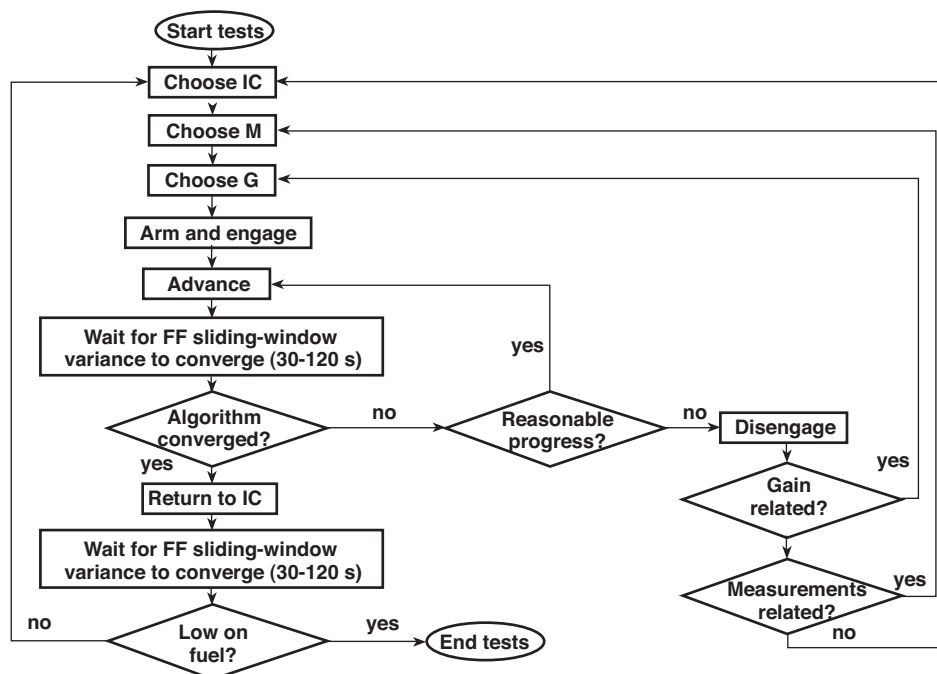 Start tests
Choose IC
Choose M
Choose G
Arm and engage
Advance
Wait for FF sliding-window
variance to converge (30-120 s)
yes
Algorithm
converged?
no
Reasonable
progress?
no
Disengage
yes
yes
Return to IC
Gain
related?
Wait for FF sliding-window
variance to converge (30-120 s)
Measurements
related?
yes
no
no
Low on
fuel?
yes
End tests